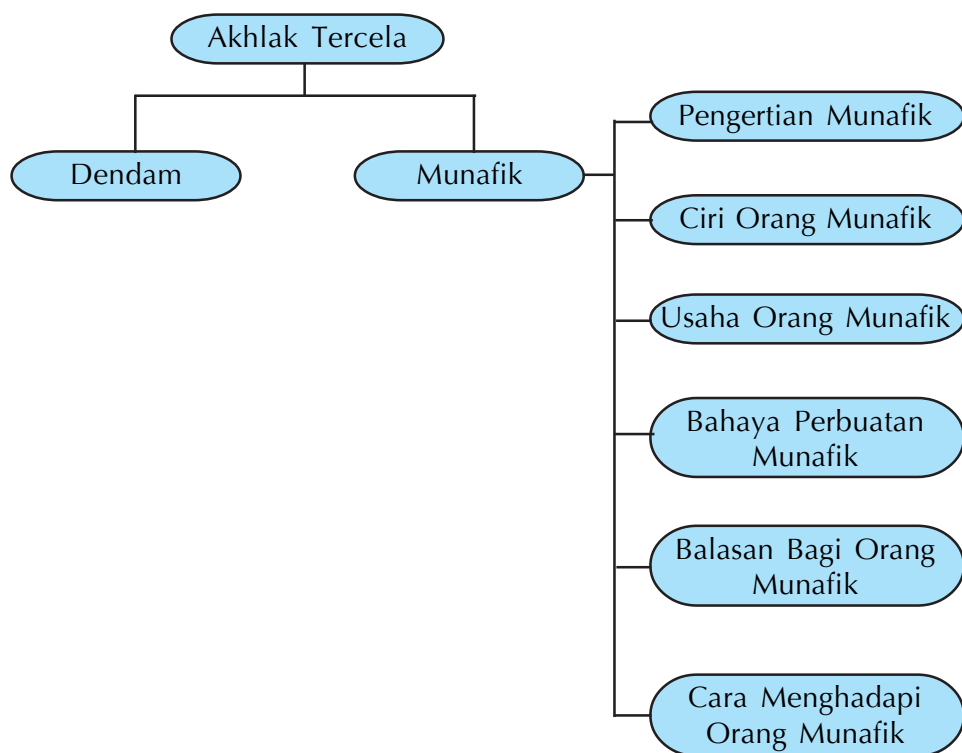 Akhlak Tercela
Dendam
Munafik
Pengertian Munafik
Ciri Orang Munafik
Usaha Orang Munafik
Bahaya Perbuatan
Munafik
Balasan Bagi Orang
Munafik
Cara Menghadapi
Orang Munafik